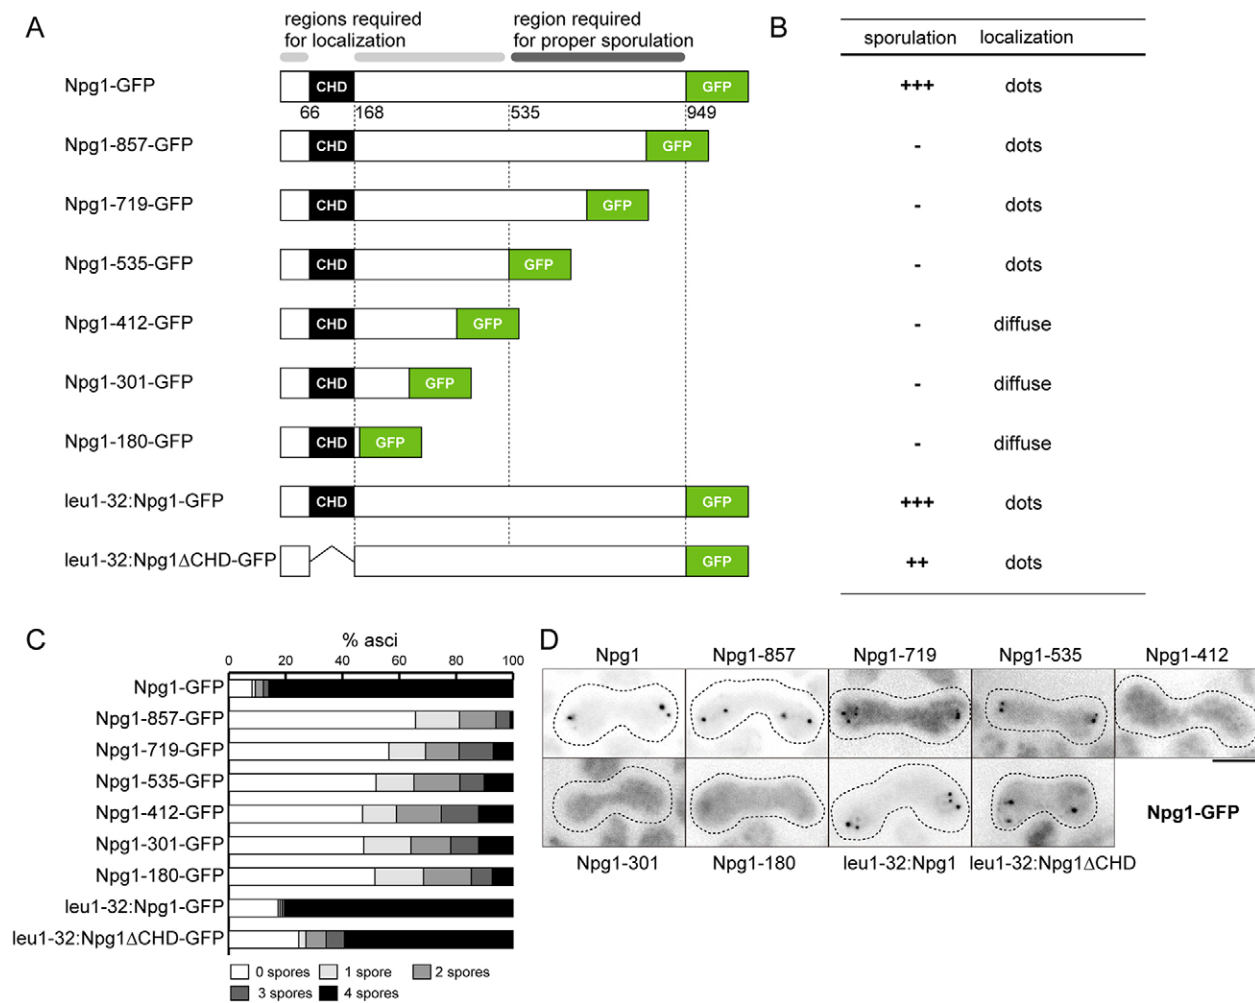 A
regions required
for localization
region required
for proper sporulation
Npg1-GFP
CHD
GFP
66
168
535
949
Npg1-857-GFP
CHD
GFP
Npg1-719-GFP
CHD
GFP
Npg1-535-GFP
CHD
GFP
Npg1-412-GFP
CHD
GFP
Npg1-301-GFP
CHD
GFP
Npg1-180-GFP
CHD
GFP
leu1-32:Npg1-GFP
CHD
GFP
leu1-32:Npg1ΔCHD-GFP
GFP
B
sporulation localization
+++ dots
- dots
- dots
- dots
- diffuse
- diffuse
- diffuse
+++ dots
++ dots
C
% asci
0 20 40 60 80 100
Npg1-GFP
Npg1-857-GFP
Npg1-719-GFP
Npg1-535-GFP
Npg1-412-GFP
Npg1-301-GFP
Npg1-180-GFP
leu1-32:Npg1-GFP
leu1-32:Npg1ΔCHD-GFP
0 spores 1 spore 2 spores
3 spores 4 spores
D
Npg1 Npg1-857 Npg1-719 Npg1-535 Npg1-412
Npg1-GFP
Npg1-301 Npg1-180 leu1-32:Npg1 leu1-32:Npg1ΔCHD